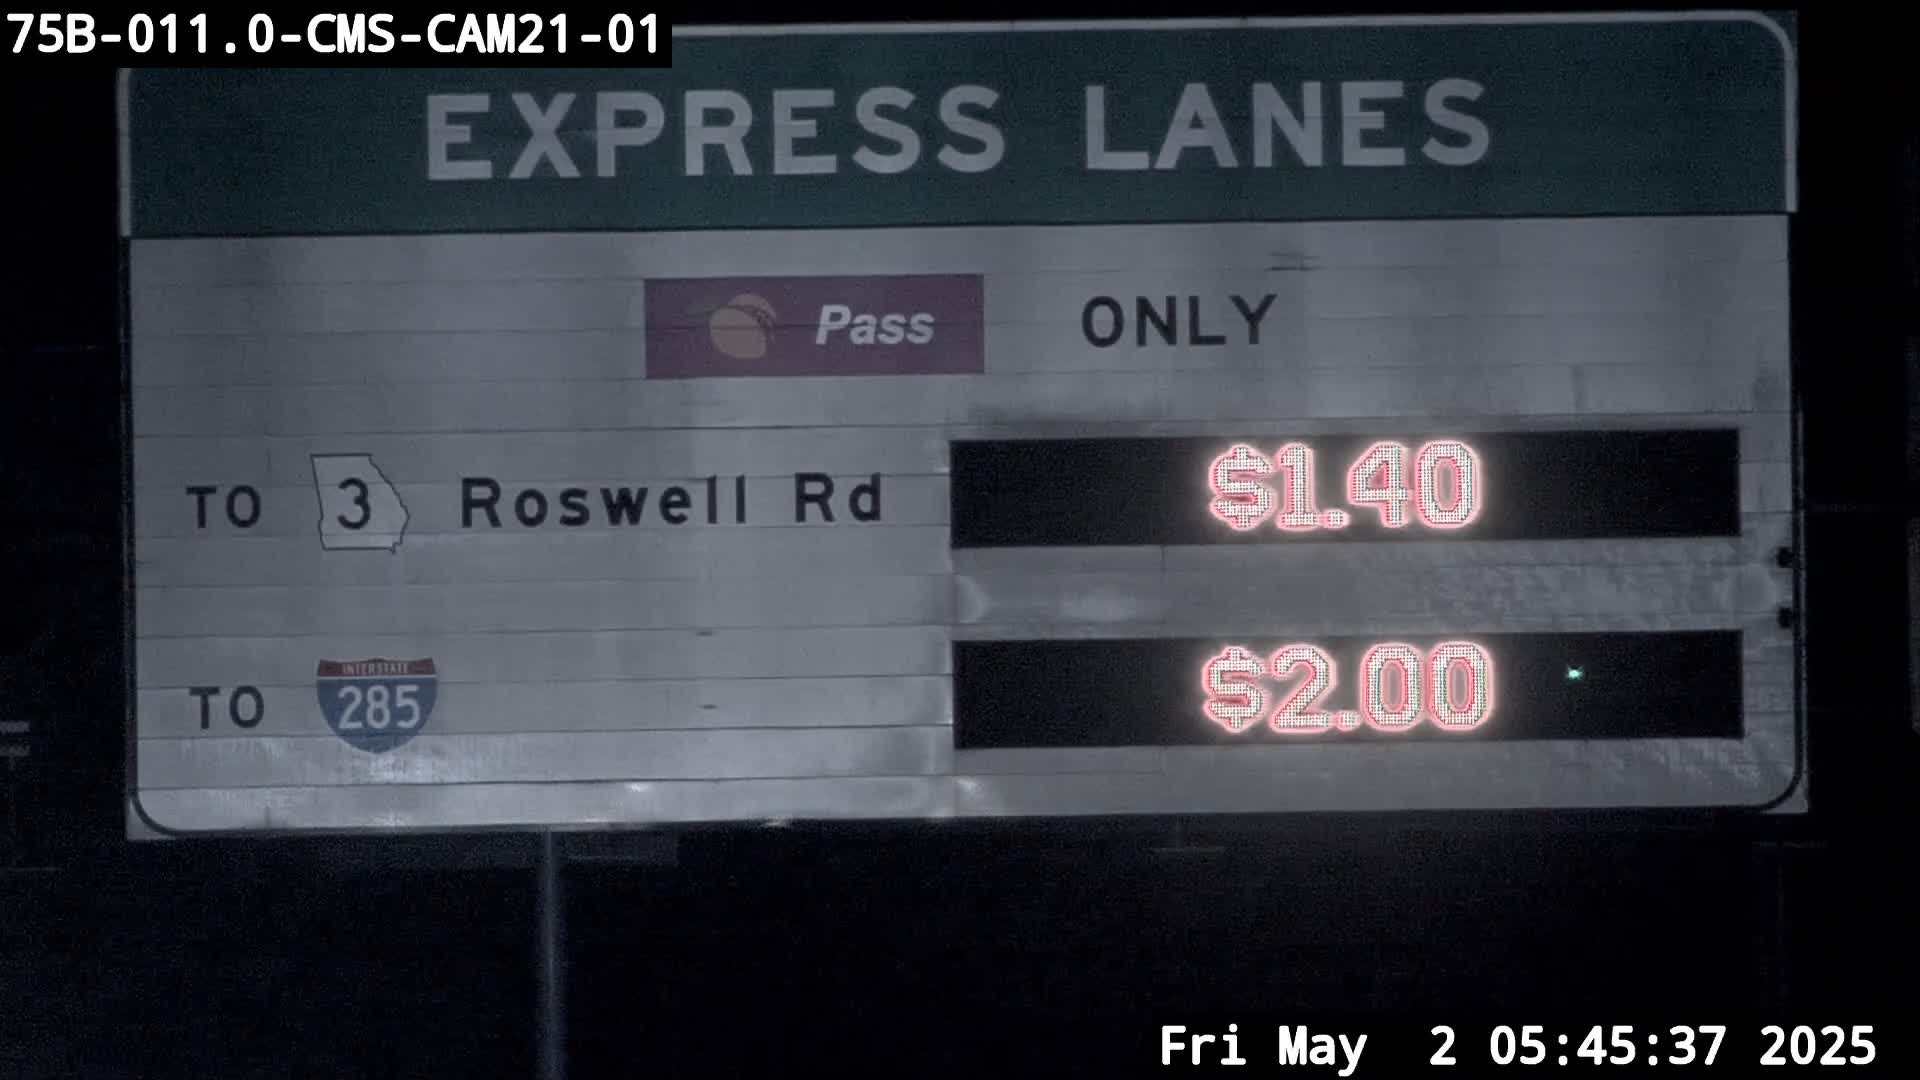 75B-011.0-CMS-CAM21-01
EXPRESS LANES
Pass ONLY
TO 3 Roswell Rd $1.40
TO INTERSTATE 285 $2.00
Fri May 2 05:45:37 2025